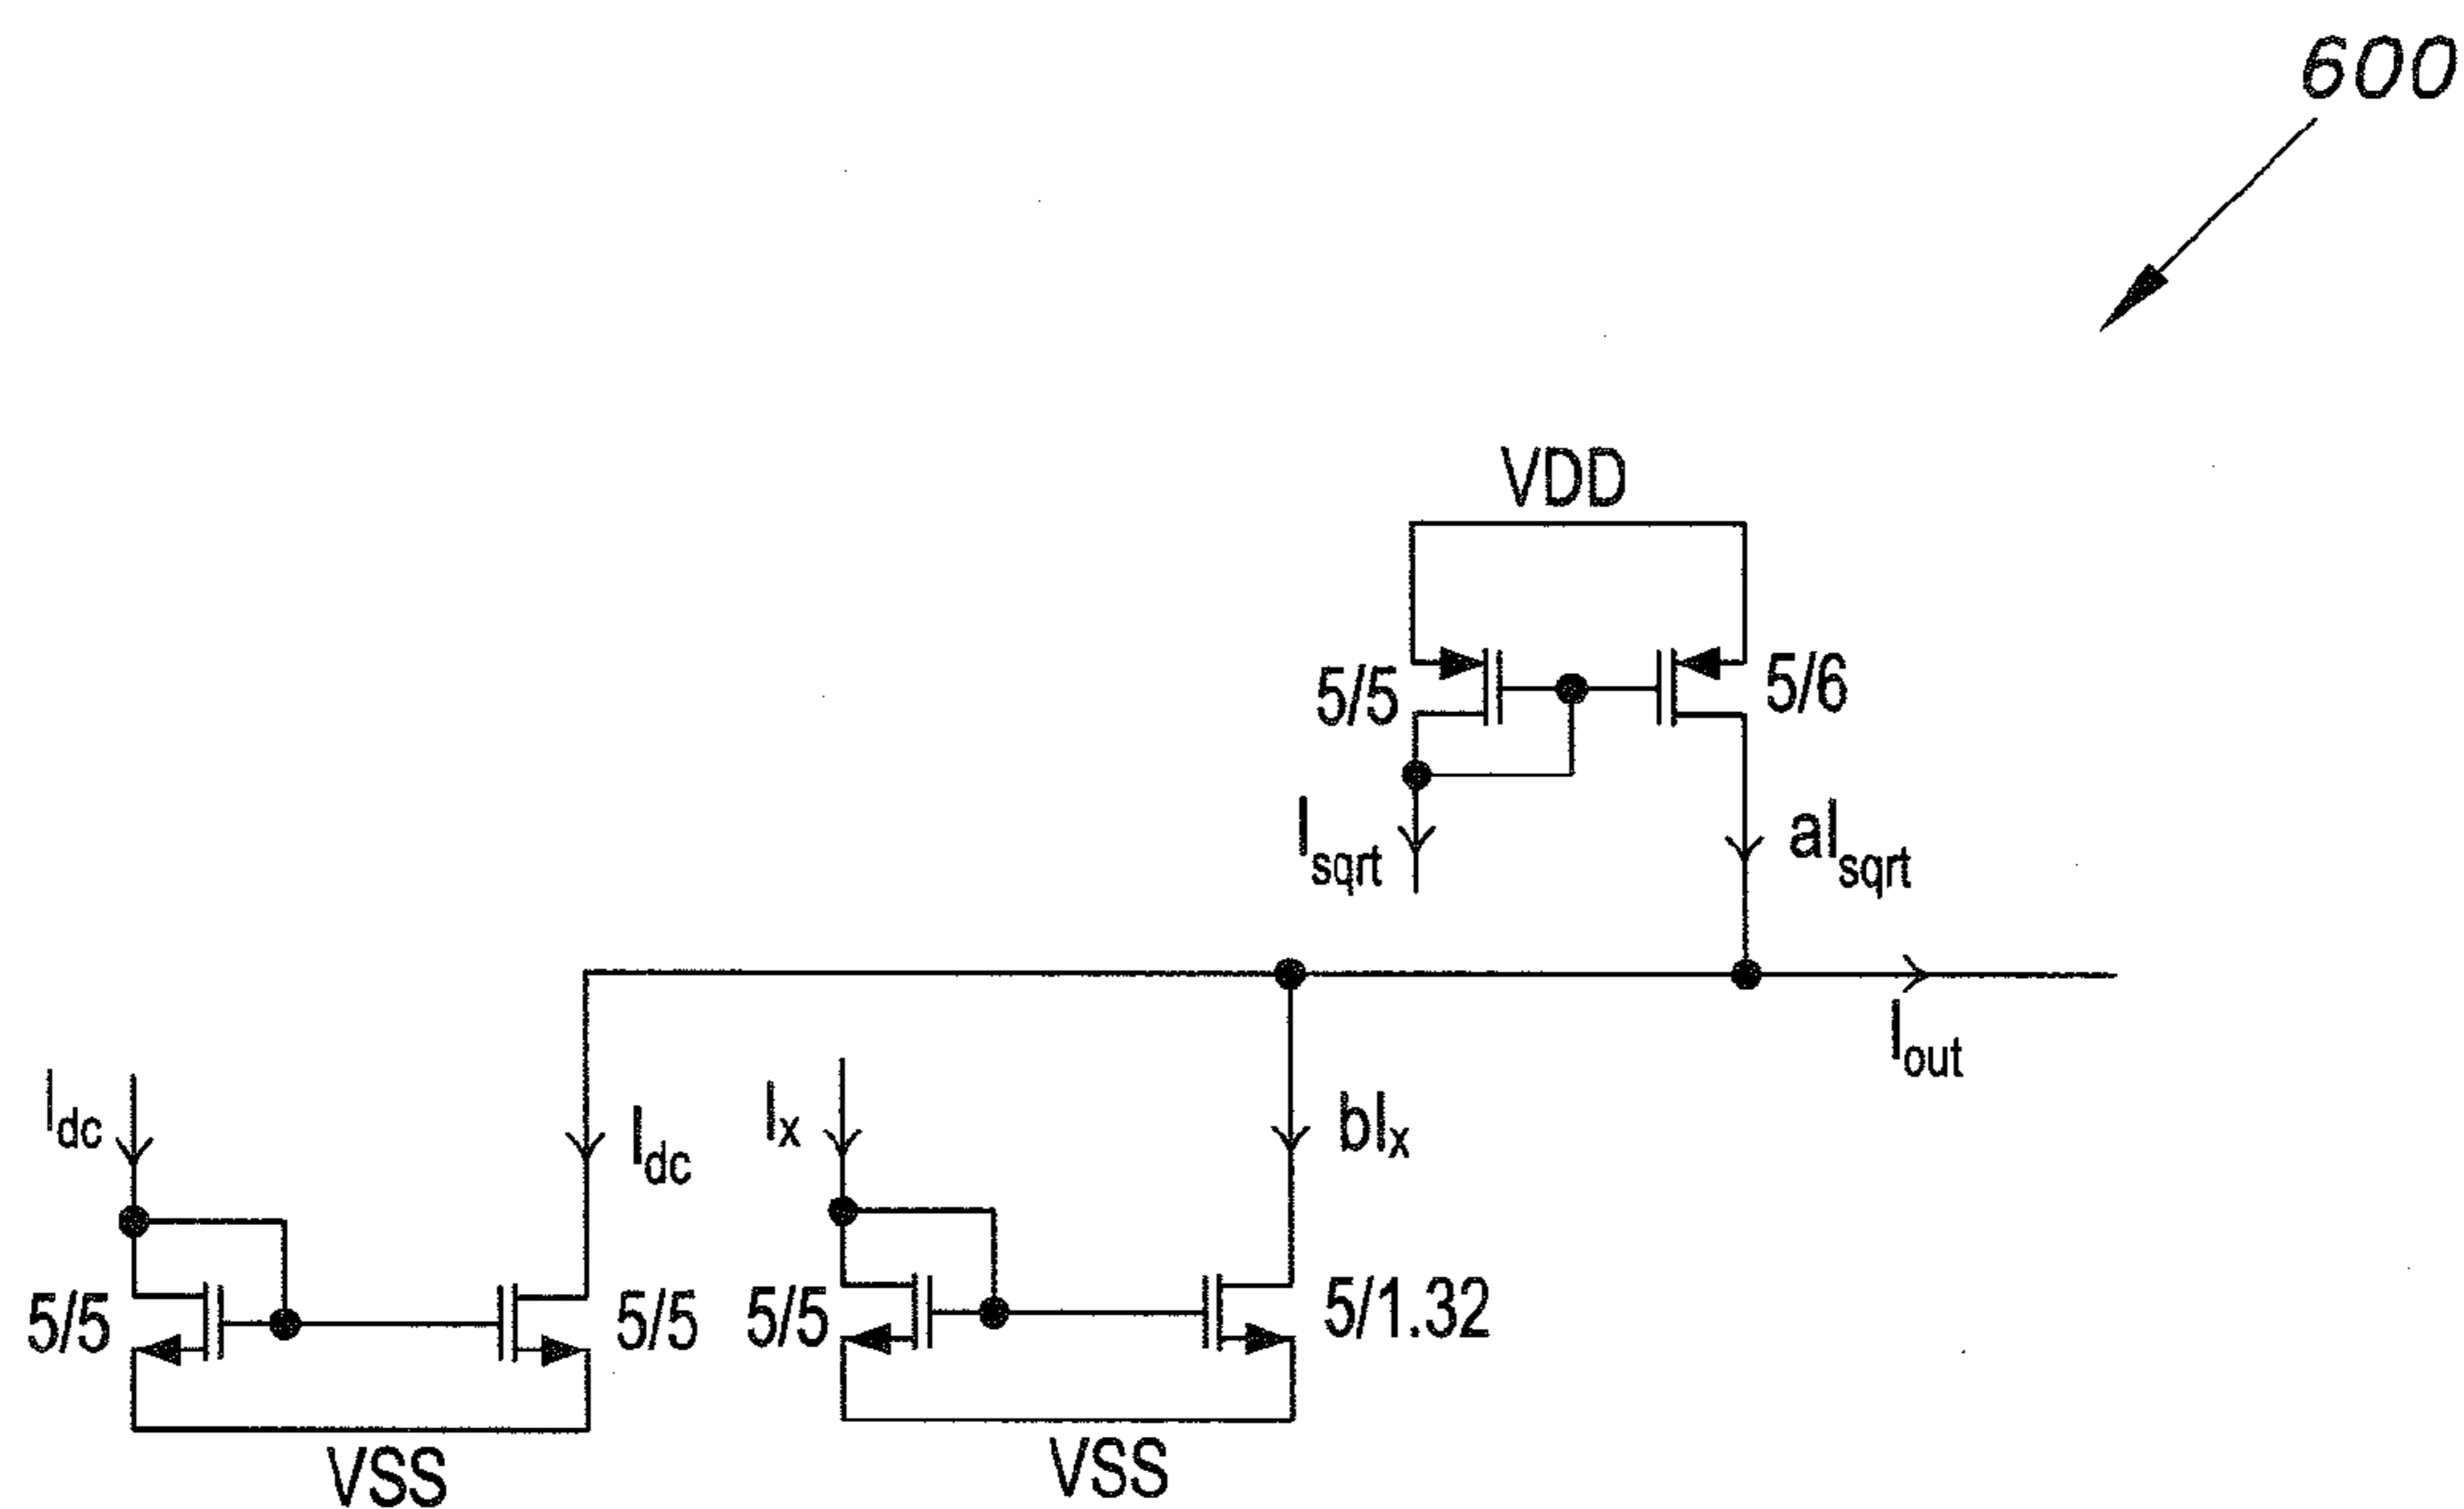 600
VDD
5/5
5/6
Isqrt
aIsqrt
Iout
Idc
Idc
Ix
bIx
5/5
5/5
5/5
5/1.32
VSS
VSS